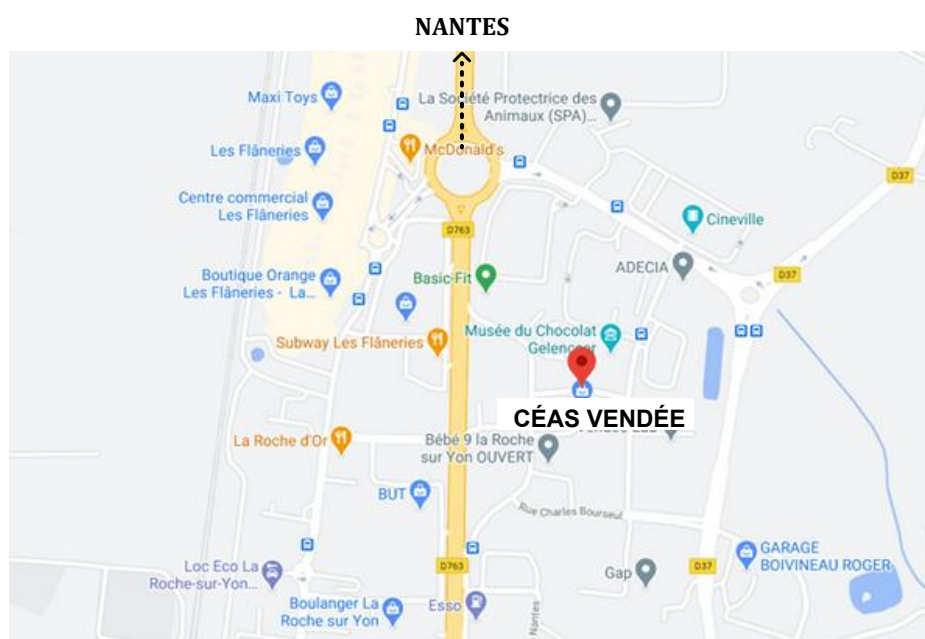 NANTES
Maxi Toys
La Société Protectrice des
Animaux (SPA)...
Les Flâneries
McDonald's
D37
Centre commercial
Les Flâneries
Cineville
D763
ADECIA
Boutique Orange
Les Flâneries - La...
Basic-Fit
D37
Musée du Chocolat
Gelencser
Subway Les Flâneries
CÉAS VENDÉE
La Roche d'Or
Bébé 9 la Roche
sur Yon OUVERT
BUT
Rue Charles Bourseul
GARAGE
BOIVINEAU ROGER
Loc Eco La
Roche-sur-Yon...
D763
Gap
D37
Boulanger La
Roche sur Yon
Esso
Nantes